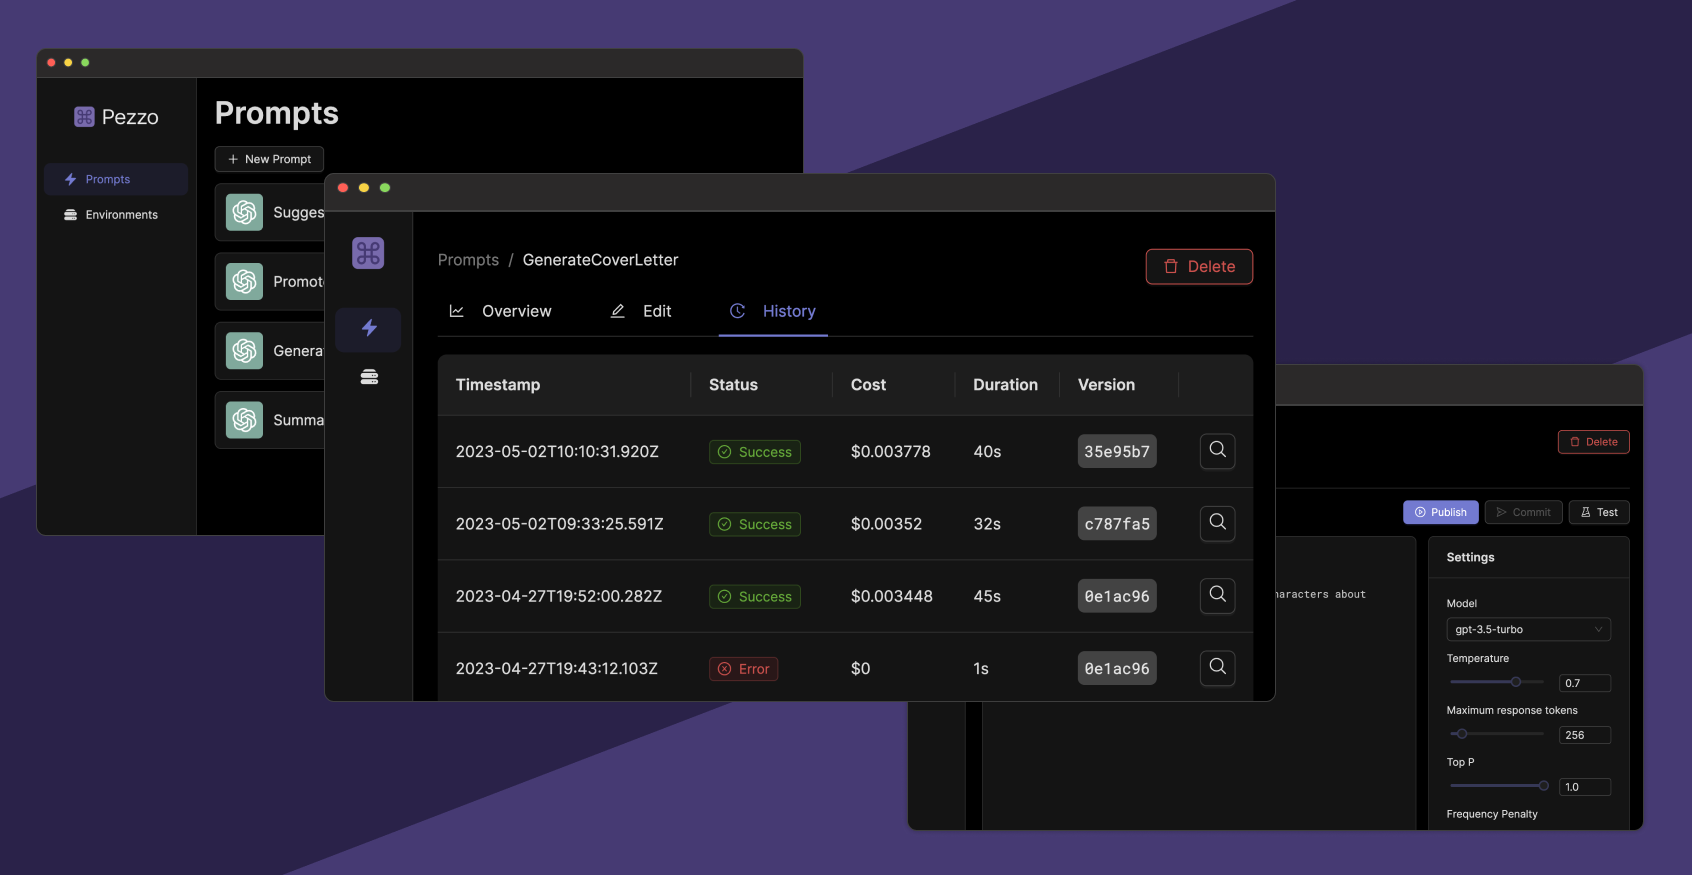 Pezzo
Prompts
Environments
Prompts
New Prompt
Sugges
Promot
Genera
Summa
Prompts / GenerateCoverLetter
Delete
Overview Edit History
Timestamp Status Cost Duration Version
2023-05-02T10:10:31.920Z Success $0.003778 40s 35e95b7
2023-05-02T09:33:25.591Z Success $0.00352 32s c787fa5
2023-04-27T19:52:00.282Z Success $0.003448 45s 0e1ac96
2023-04-27T19:43:12.103Z Error $0 1s 0e1ac96
Delete
Publish Commit Test
haracters about
Settings
Model
gpt-3.5-turbo
Temperature
0.7
Maximum response tokens
256
Top P
1.0
Frequency Penalty